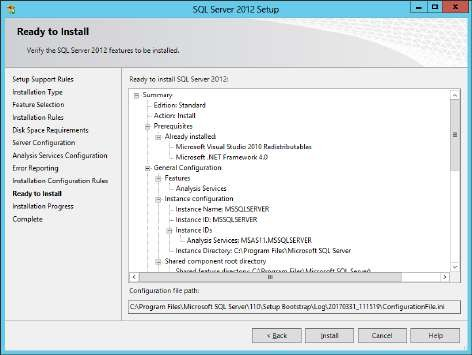 SQL Server 2012 Setup
Ready to Install
Verify the SQL Server 2012 features to be installed.
Setup Support Rules
Installation Type
Feature Selection
Installation Rules
Disk Space Requirements
Server Configuration
Analysis Services Configuration
Error Reporting
Installation Configuration Rules
Ready to Install
Installation Progress
Complete
Ready to install SQL Server 2012:
Summary
Edition: Standard
Action: Install
Prerequisites
Already installed:
Microsoft Visual Studio 2010 Redistributables
Microsoft .NET Framework 4.0
General Configuration
Features
Analysis Services
Instance configuration
Instance Name: MSSQLSERVER
Instance ID: MSSQLSERVER
Instance IDs
Analysis Services: MSAS11.MSSQLSERVER
Instance Directory: C:\Program Files\Microsoft SQL Server
Shared component root directory
Shared feature directory: C:\Program Files\Microsoft SQL Server\
Configuration file path:
C:\Program Files\Microsoft SQL Server\110\Setup Bootstrap\Log\20170331_111519\ConfigurationFile.ini
< Back
Install
Cancel
Help